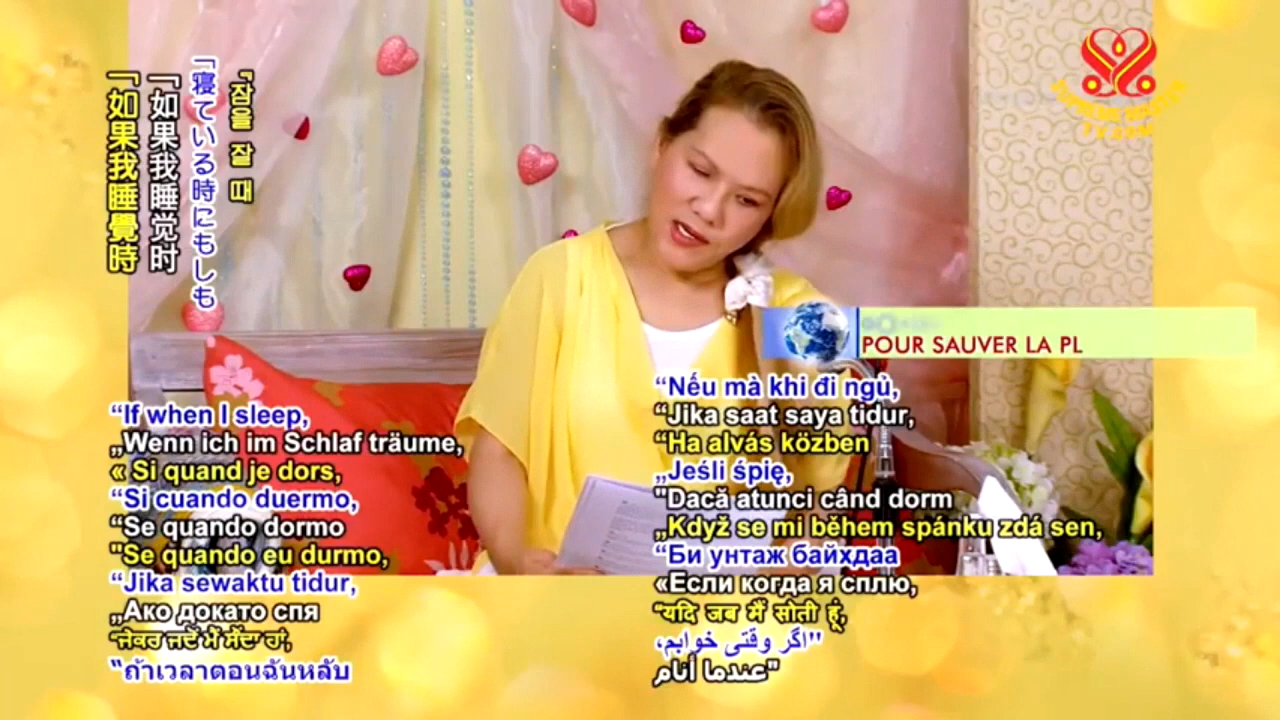 「如果我睡覺時
「如果我睡觉时
「寝ている時にもしも
『잠을 잘 때
SUPREME MASTER
TV.COM
POUR SAUVER LA PL
“If when I sleep,
„Wenn ich im Schlaf träume,
« Si quand je dors,
“Si cuando duermo,
“Se quando dormo
"Se quando eu durmo,
“Jika sewaktu tidur,
„Ако докато спя
“ਜੇਕਰ ਜਦੋਂ ਮੈਂ ਸੌਂਦਾ ਹਾਂ,
“ถ้าเวลาตอนฉันหลับ
“Nếu mà khi đi ngủ,
“Jika saat saya tidur,
“Ha alvás közben
„Jeśli śpię,
"Dacă atunci când dorm
„Když se mi během spánku zdá sen,
“Би унтаж байхдаа
«Если когда я сплю,
“यदि जब मैं सोती हूं,
"اگر وقتی خوابم،
"عندما أنام